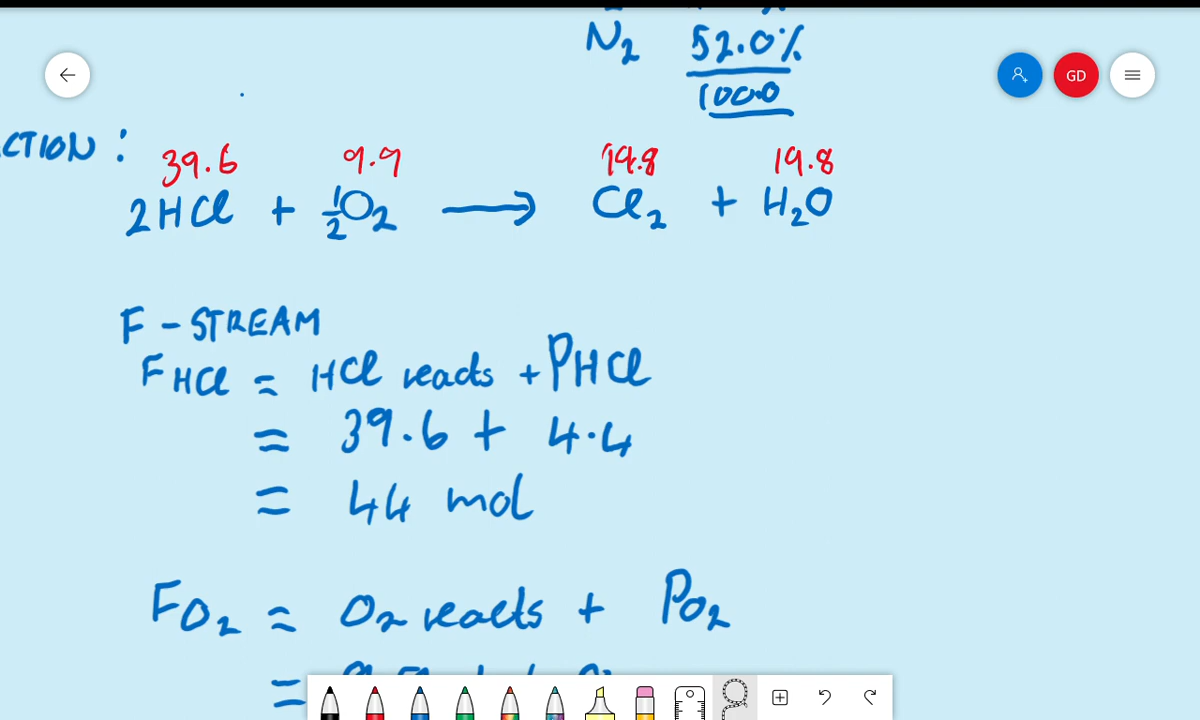 N2 52.0%
100.0
GD
CTION:
39.6 9.9 19.8 19.8
2HCl + ½O2 → Cl2 + H2O
F - STREAM
FHCl = HCl reacts + PHCl
= 39.6 + 4.4
= 44 mol
FO2 = O2 reacts + PO2
=